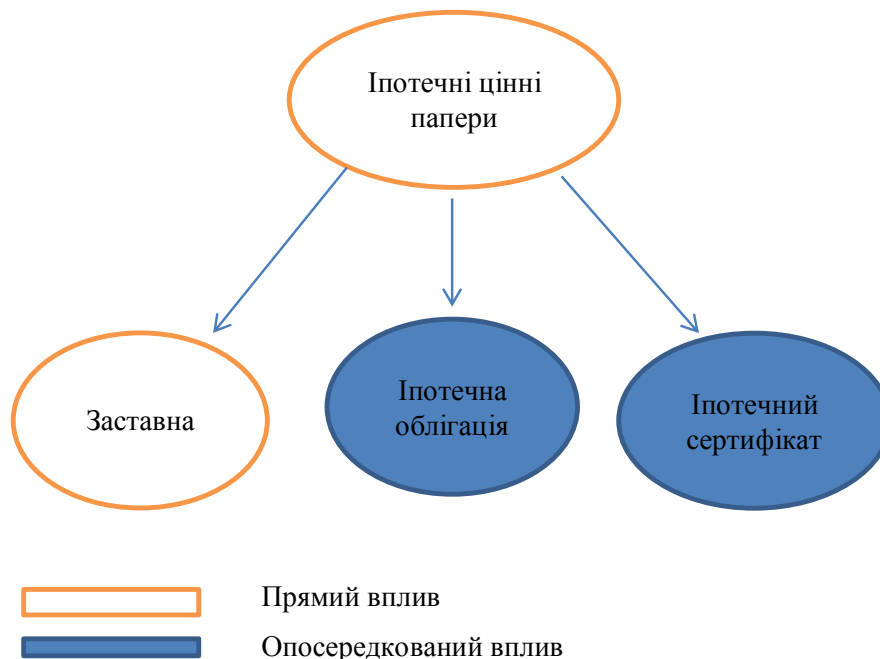 Іпотечні цінні
папери
Заставна
Іпотечна
облігація
Іпотечний
сертифікат
Прямий вплив
Опосередкований вплив